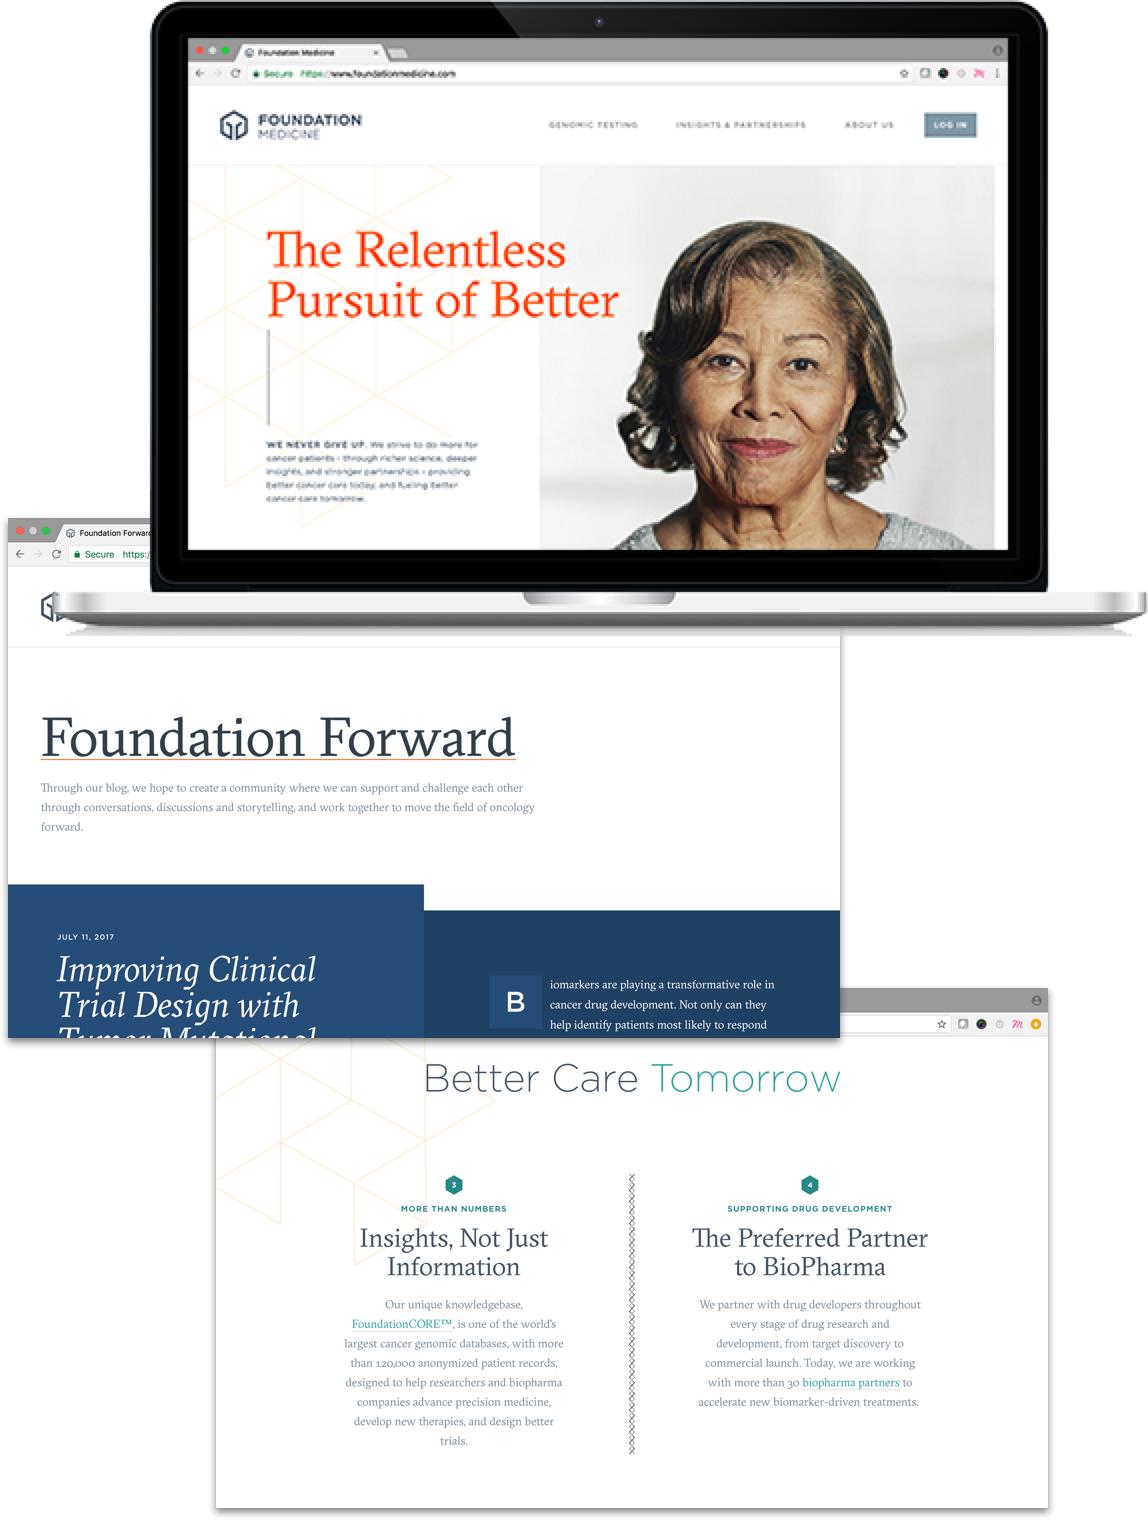 Foundation Medicine
Secure https://www.foundationmedicine.com
FOUNDATION
MEDICINE
GENOMIC TESTING INSIGHTS & PARTNERSHIPS ABOUT US LOG IN
The Relentless
Pursuit of Better
WE NEVER GIVE UP. We strive to do more for
cancer patients – through richer science, deeper
insights, and stronger partnerships – providing
better cancer care today, and fueling better
cancer care tomorrow.
Foundation Forward
Secure https:/
Foundation Forward
Through our blog, we hope to create a community where we can support and challenge each other
through conversations, discussions and storytelling, and work together to move the field of oncology
forward.
JULY 11, 2017
Improving Clinical
Trial Design with
Tumor Mutational
B
iomarkers are playing a transformative role in
cancer drug development. Not only can they
help identify patients most likely to respond
Better Care Tomorrow
3
MORE THAN NUMBERS
Insights, Not Just
Information
Our unique knowledgebase,
FoundationCORE™, is one of the world's
largest cancer genomic databases, with more
than 120,000 anonymized patient records,
designed to help researchers and biopharma
companies advance precision medicine,
develop new therapies, and design better
trials.
4
SUPPORTING DRUG DEVELOPMENT
The Preferred Partner
to BioPharma
We partner with drug developers throughout
every stage of drug research and
development, from target discovery to
commercial launch. Today, we are working
with more than 30 biopharma partners to
accelerate new biomarker-driven treatments.